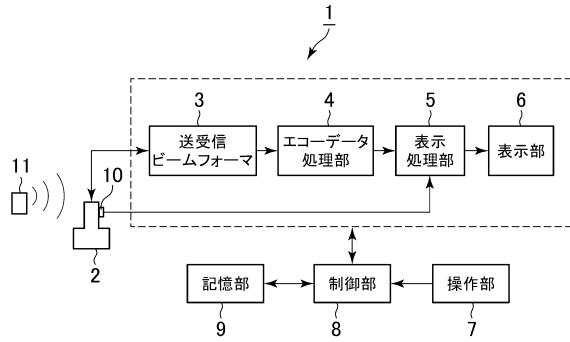 1
3
4
5
6
送受信
ビームフォーマ
エコーデータ
処理部
表示
処理部
表示部
11
10
2
記憶部
制御部
操作部
9
8
7